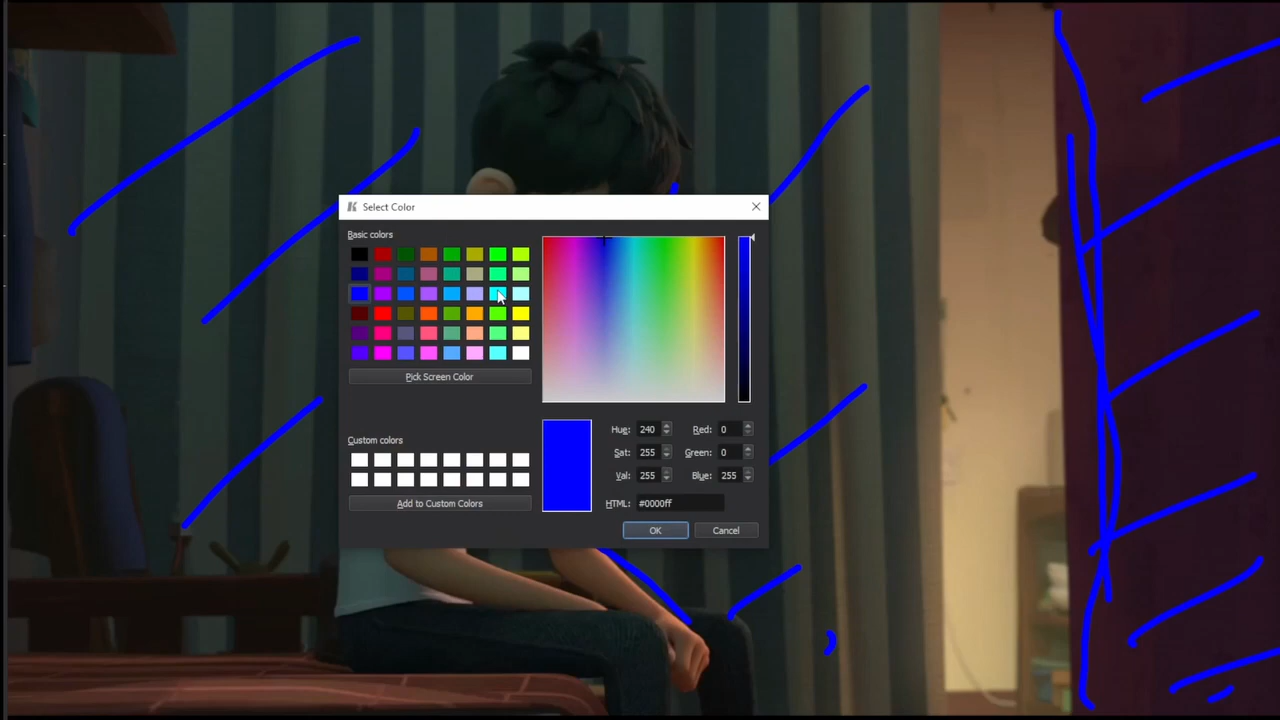 Select Color
Basic colors
Pick Screen Color
Custom colors
Add to Custom Colors
Hue: 240 Red: 0
Sat: 255 Green: 0
Val: 255 Blue: 255
HTML: #0000ff
OK Cancel